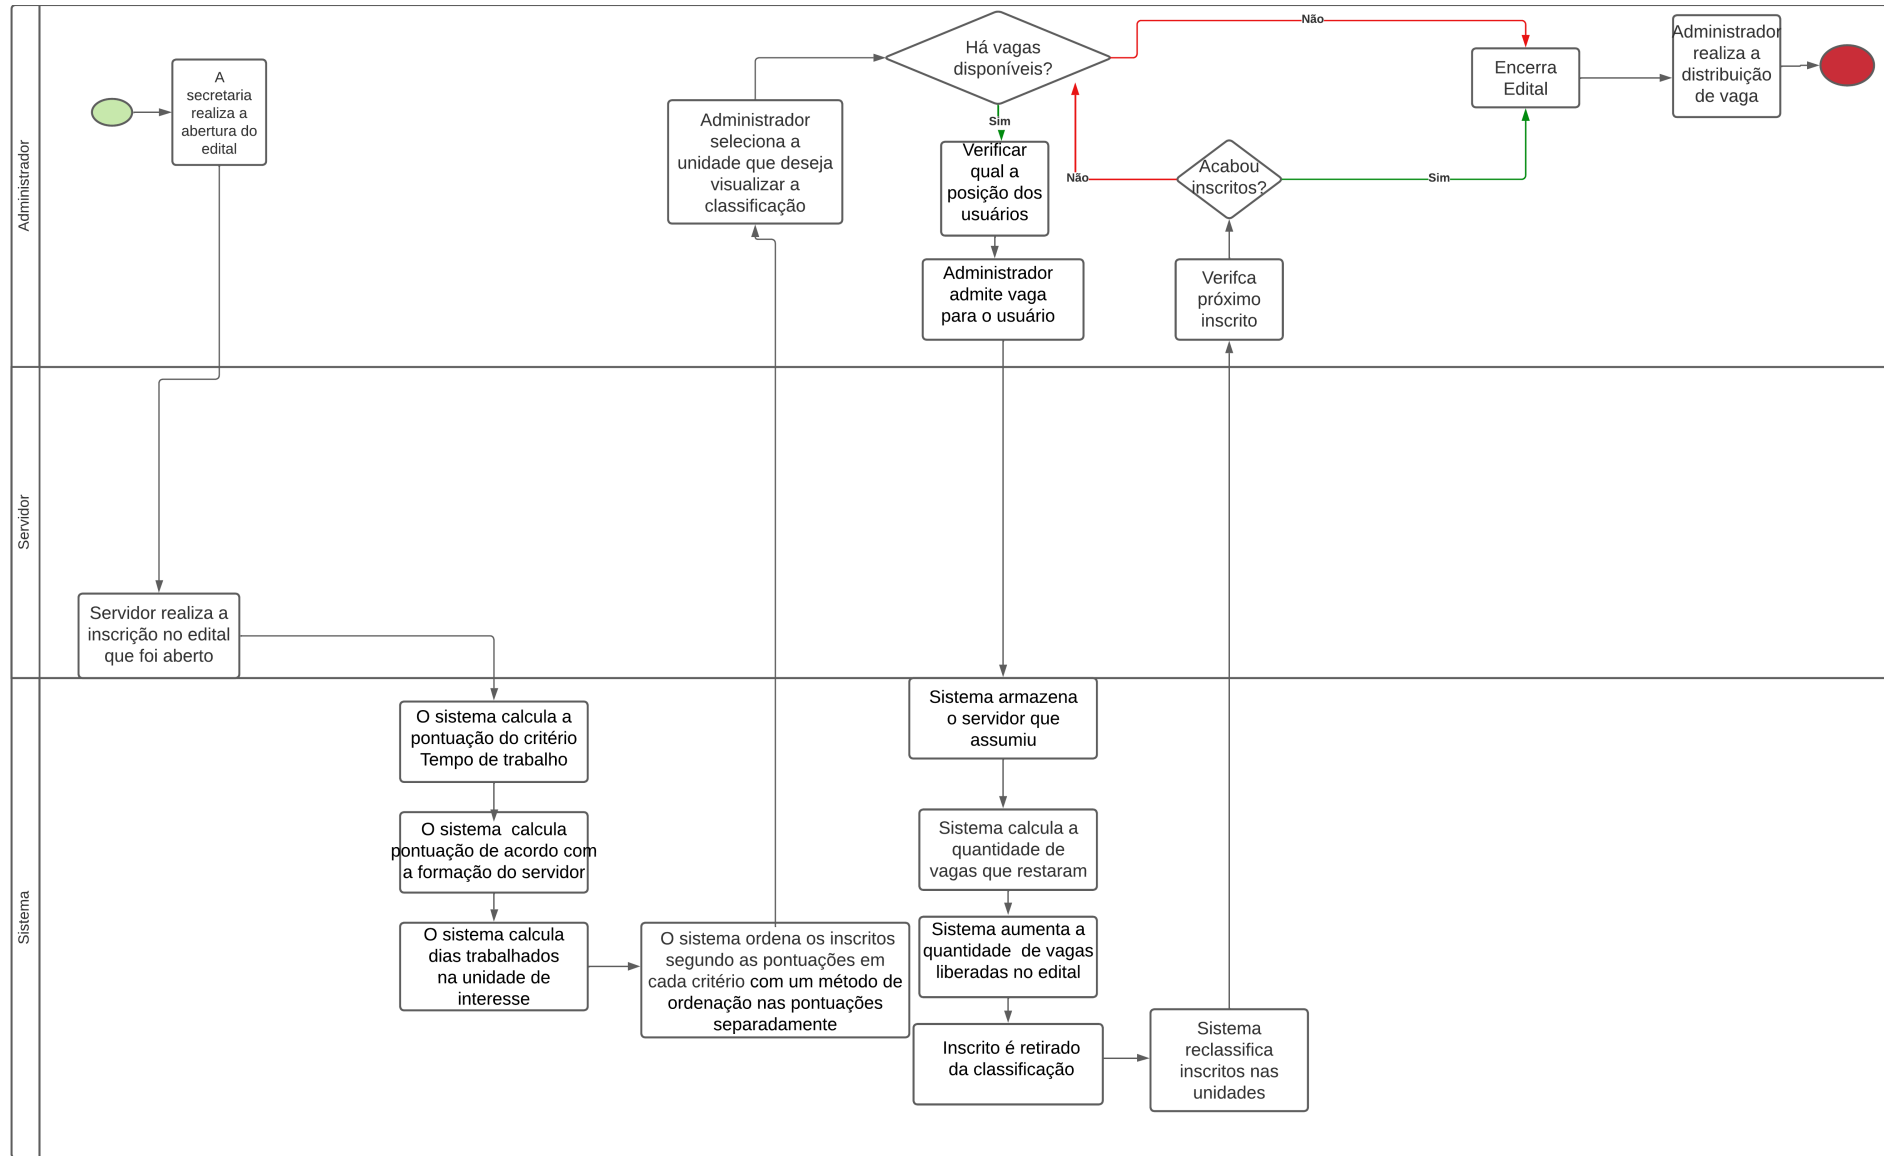 Administrador
A
secretaria
realiza a
abertura do
edital
Administrador
seleciona a
unidade que deseja
visualizar a
classificação
Há vagas
disponíveis?
Não
Sim
Verificar
qual a
posição dos
usuários
Administrador
admite vaga
para o usuário
Não
Acabou
inscritos?
Sim
Verifca
próximo
inscrito
Encerra
Edital
Administrador
realiza a
distribuição
de vaga
Servidor
Servidor realiza a
inscrição no edital
que foi aberto
Sistema
O sistema calcula a
pontuação do critério
Tempo de trabalho
O sistema  calcula
pontuação de acordo com
a formação do servidor
O sistema calcula
dias trabalhados
na unidade de
interesse
O sistema ordena os inscritos
segundo as pontuações em
cada critério com um método de
ordenação nas pontuações
separadamente
Sistema armazena
o servidor que
assumiu
Sistema calcula a
quantidade de
vagas que restaram
Sistema aumenta a
quantidade  de vagas
liberadas no edital
Inscrito é retirado
da classificação
Sistema
reclassifica
inscritos nas
unidades